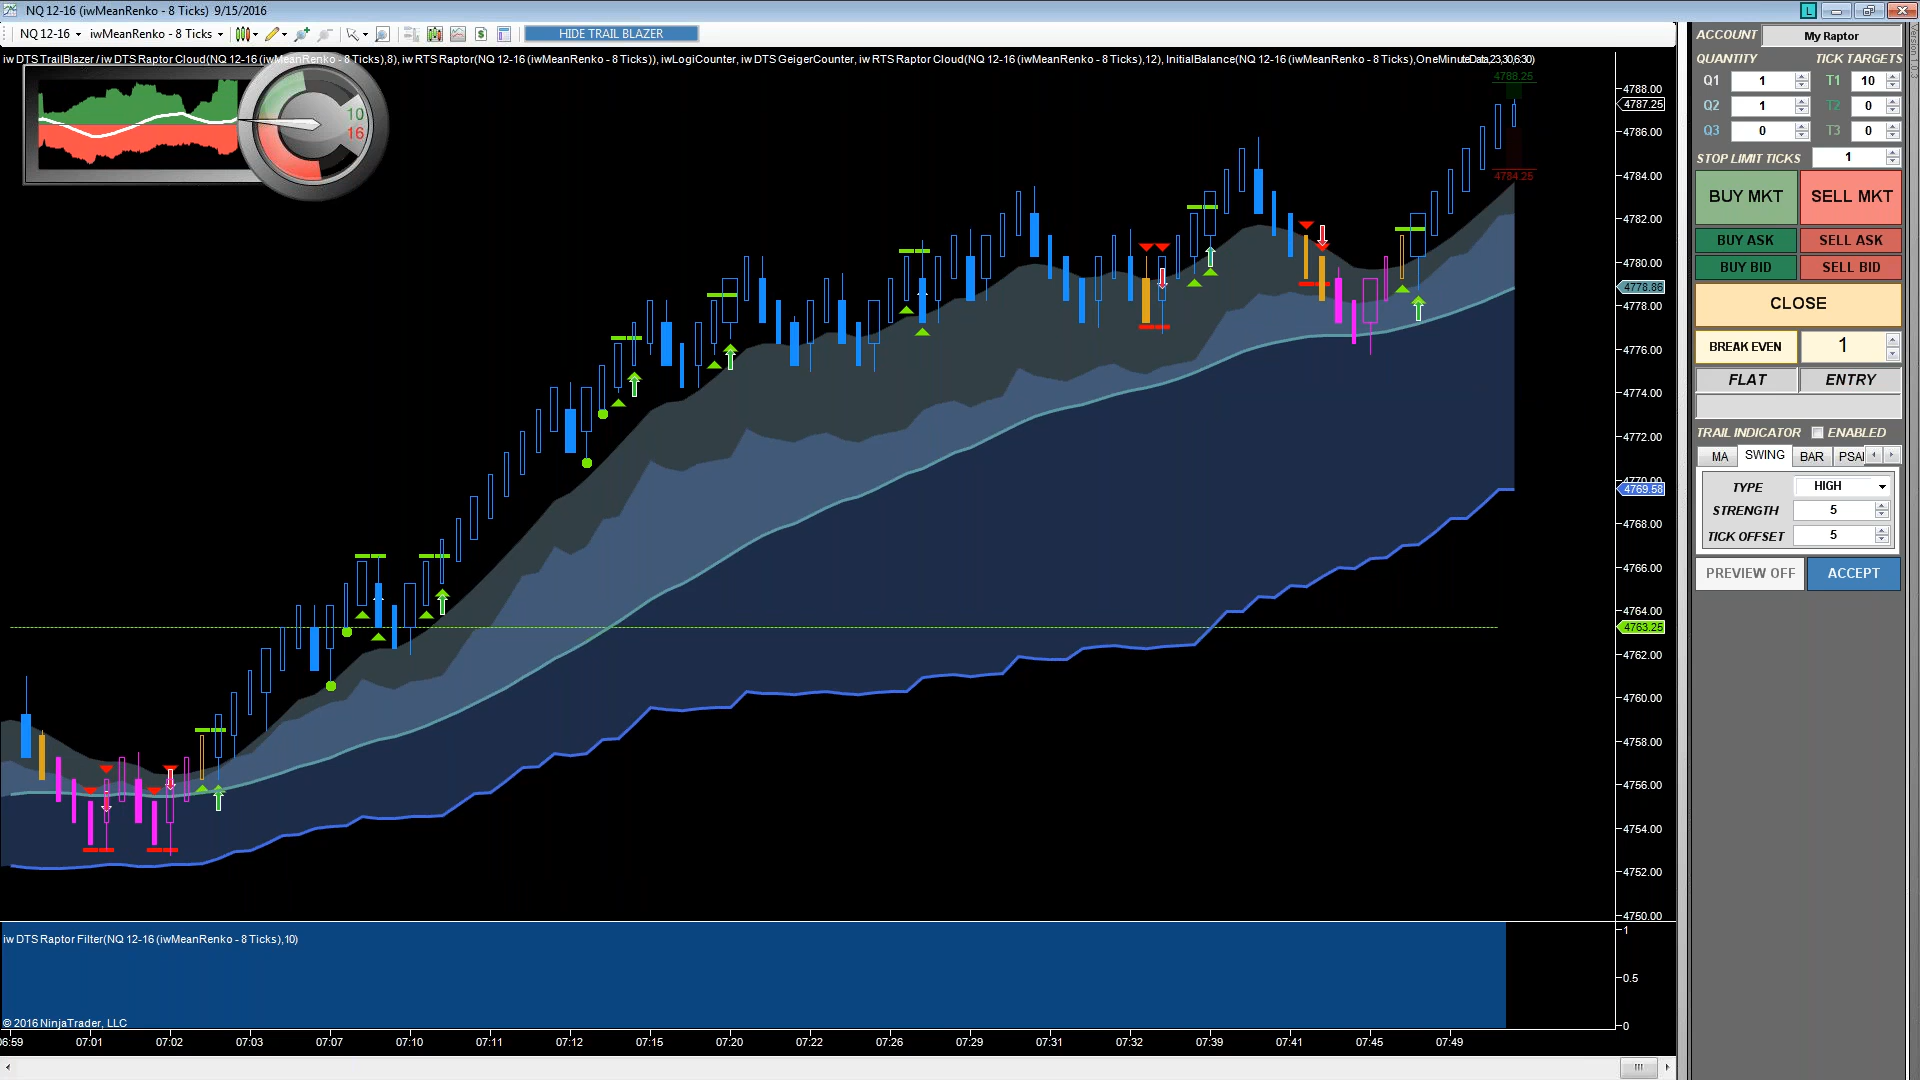 NQ 12-16 (iwMeanRenko - 8 Ticks)  9/15/2016
L
NQ 12-16
iwMeanRenko - 8 Ticks
HIDE TRAIL BLAZER
iw DTS TrailBlazer / iw DTS Raptor Cloud(NQ 12-16 (iwMeanRenko - 8 Ticks),8), iw RTS Raptor(NQ 12-16 (iwMeanRenko - 8 Ticks)), iwLogiCounter, iw DTS GeigerCounter, iw RTS Raptor Cloud(NQ 12-16 (iwMeanRenko - 8 Ticks),12), InitialBalance(NQ 12-16 (iwMeanRenko - 8 Ticks),OneMinute
10
16
4788.25
4784.25
4788.00
4787.25
4786.00
4784.00
4782.00
4780.00
4778.86
4778.00
4776.00
4774.00
4772.00
4770.00
4769.58
4768.00
4766.00
4764.00
4763.25
4762.00
4760.00
4758.00
4756.00
4754.00
4752.00
4750.00
iw DTS Raptor Filter(NQ 12-16 (iwMeanRenko - 8 Ticks),10)
1
0.5
0
© 2016 NinjaTrader, LLC
06:59 07:01 07:02 07:03 07:07 07:10 07:11 07:12 07:15 07:20 07:22 07:26 07:29 07:31 07:32 07:39 07:41 07:45 07:49
Version 1.0.3
ACCOUNT My Raptor
QUANTITY TICK TARGETS
Q1 1 T1 10
Q2 1 T2 0
Q3 0 T3 0
STOP LIMIT TICKS 1
BUY MKT SELL MKT
BUY ASK SELL ASK
BUY BID SELL BID
CLOSE
BREAK EVEN 1
FLAT ENTRY
TRAIL INDICATOR ENABLED
MA SWING BAR PSA
TYPE HIGH
STRENGTH 5
TICK OFFSET 5
PREVIEW OFF ACCEPT